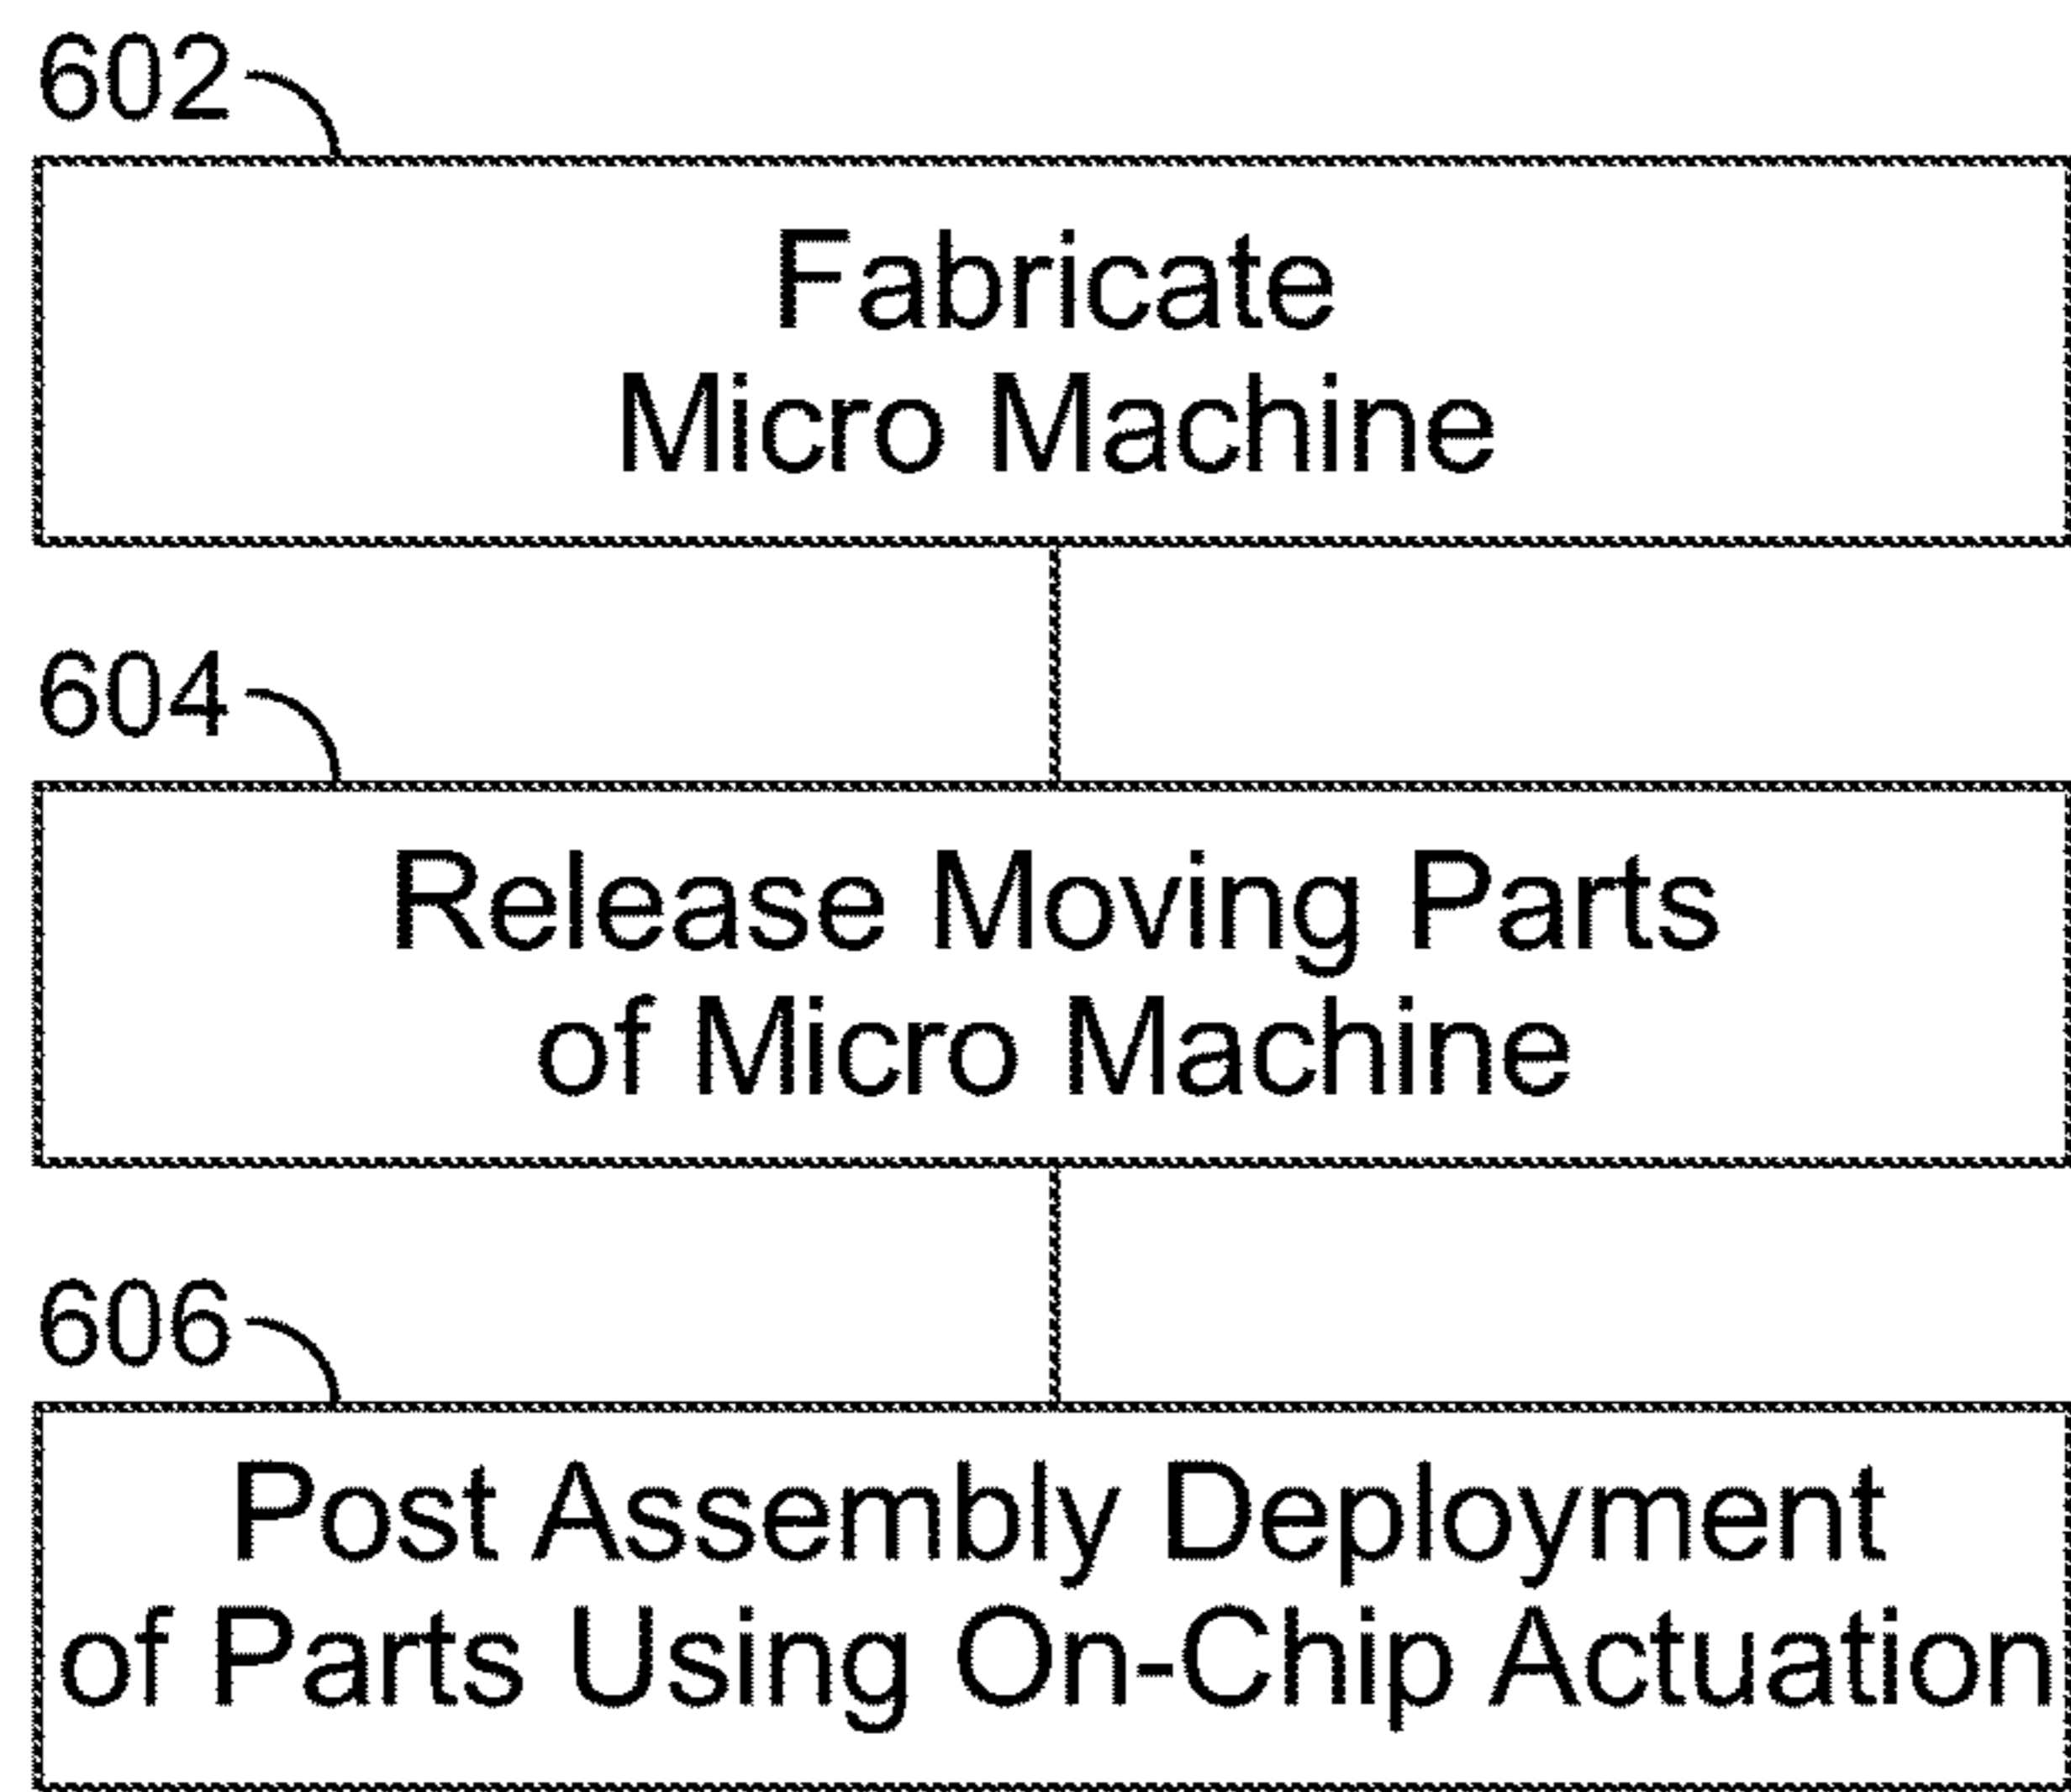 602
Fabricate
Micro Machine
604
Release Moving Parts
of Micro Machine
606
Post Assembly Deployment
of Parts Using On-Chip Actuation